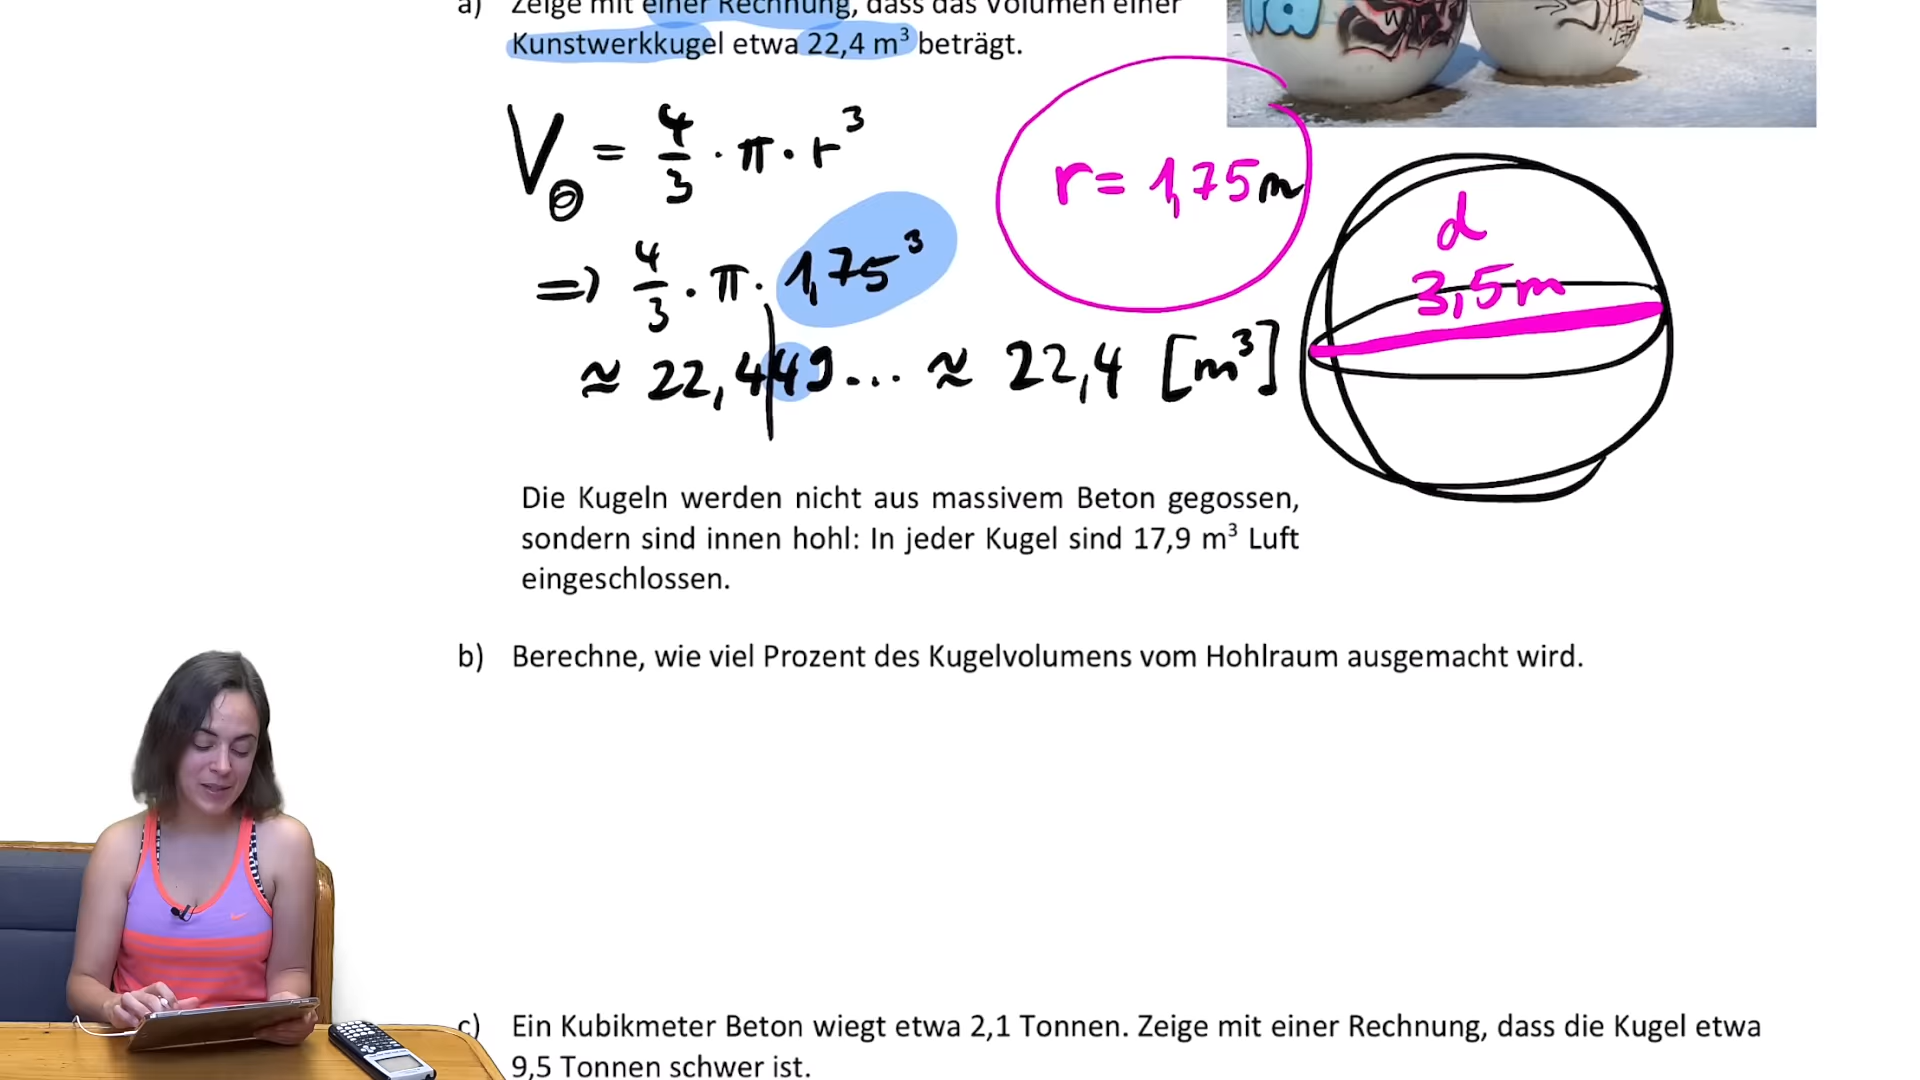 a) Zeige mit einer Rechnung, dass das Volumen einer
Kunstwerkkugel etwa 22,4 m³ beträgt.
V = 4/3 · π · r³
r = 1,75 m
d
3,5 m
=> 4/3 · π · 1,75³
≈ 22,449... ≈ 22,4 [m³]
Die Kugeln werden nicht aus massivem Beton gegossen,
sondern sind innen hohl: In jeder Kugel sind 17,9 m³ Luft
eingeschlossen.
b) Berechne, wie viel Prozent des Kugelvolumens vom Hohlraum ausgemacht wird.
c) Ein Kubikmeter Beton wiegt etwa 2,1 Tonnen. Zeige mit einer Rechnung, dass die Kugel etwa
9,5 Tonnen schwer ist.